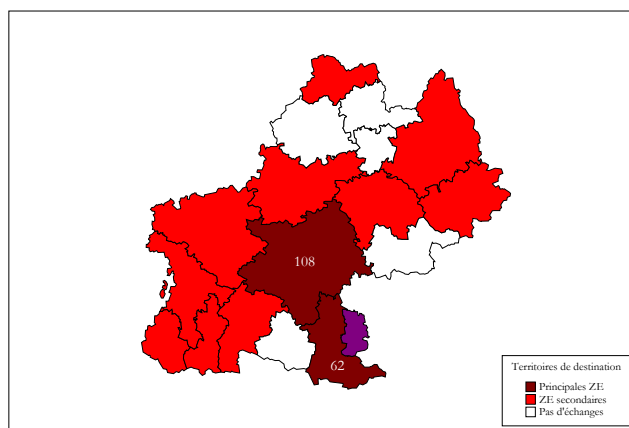 108
62
Territoires de destination
Principales ZE
ZE secondaires
Pas d'échanges